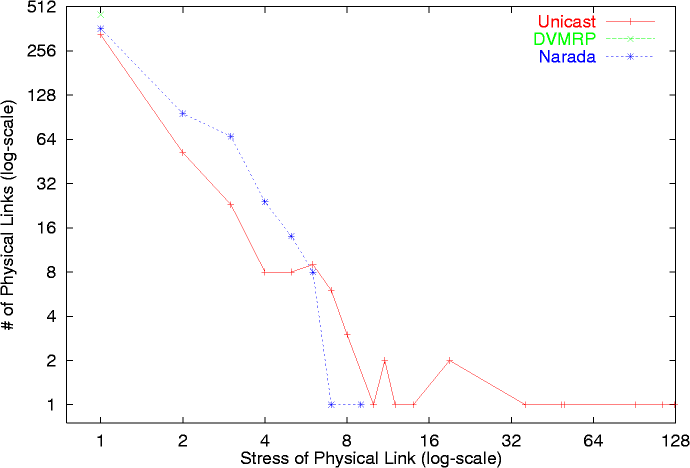 512
256
128
64
32
16
8
4
2
1
# of Physical Links (log-scale)
Unicast
DVMRP
Narada
1 2 4 8 16 32 64 128
Stress of Physical Link (log-scale)